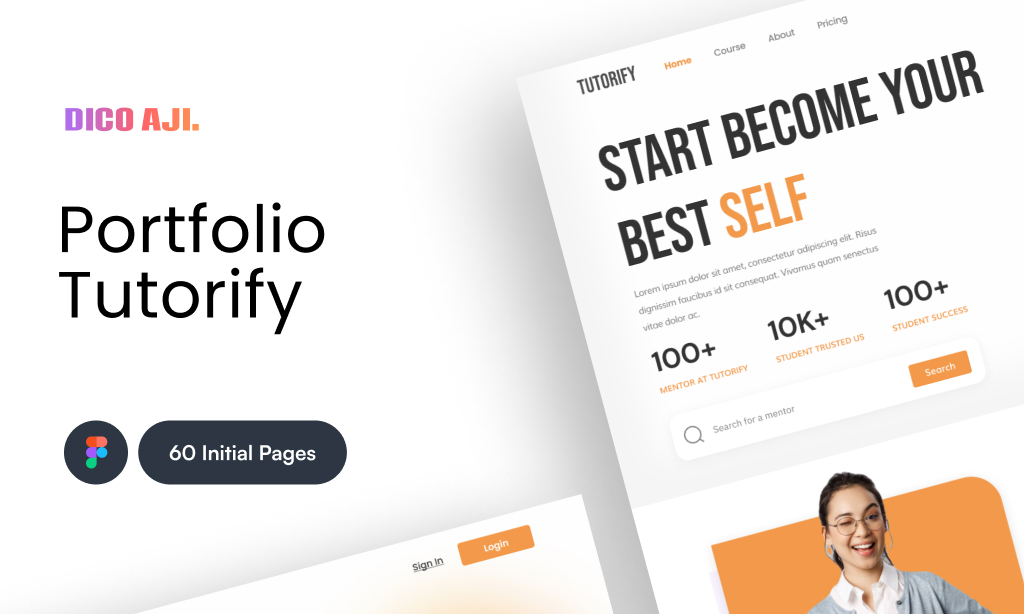 DICO AJI.
Portfolio
Tutorify
60 Initial Pages
TUTORIFY
Home
Course
About
Pricing
START BECOME YOUR
BEST SELF
Lorem ipsum dolor sit amet, consectetur adipiscing elit. Risus
dignissim faucibus id sit consequat. Vivamus quam senectus
vitae dolor ac.
100+
MENTOR AT TUTORIFY
10K+
STUDENT TRUSTED US
100+
STUDENT SUCCESS
Search for a mentor
Search
Sign In
Login